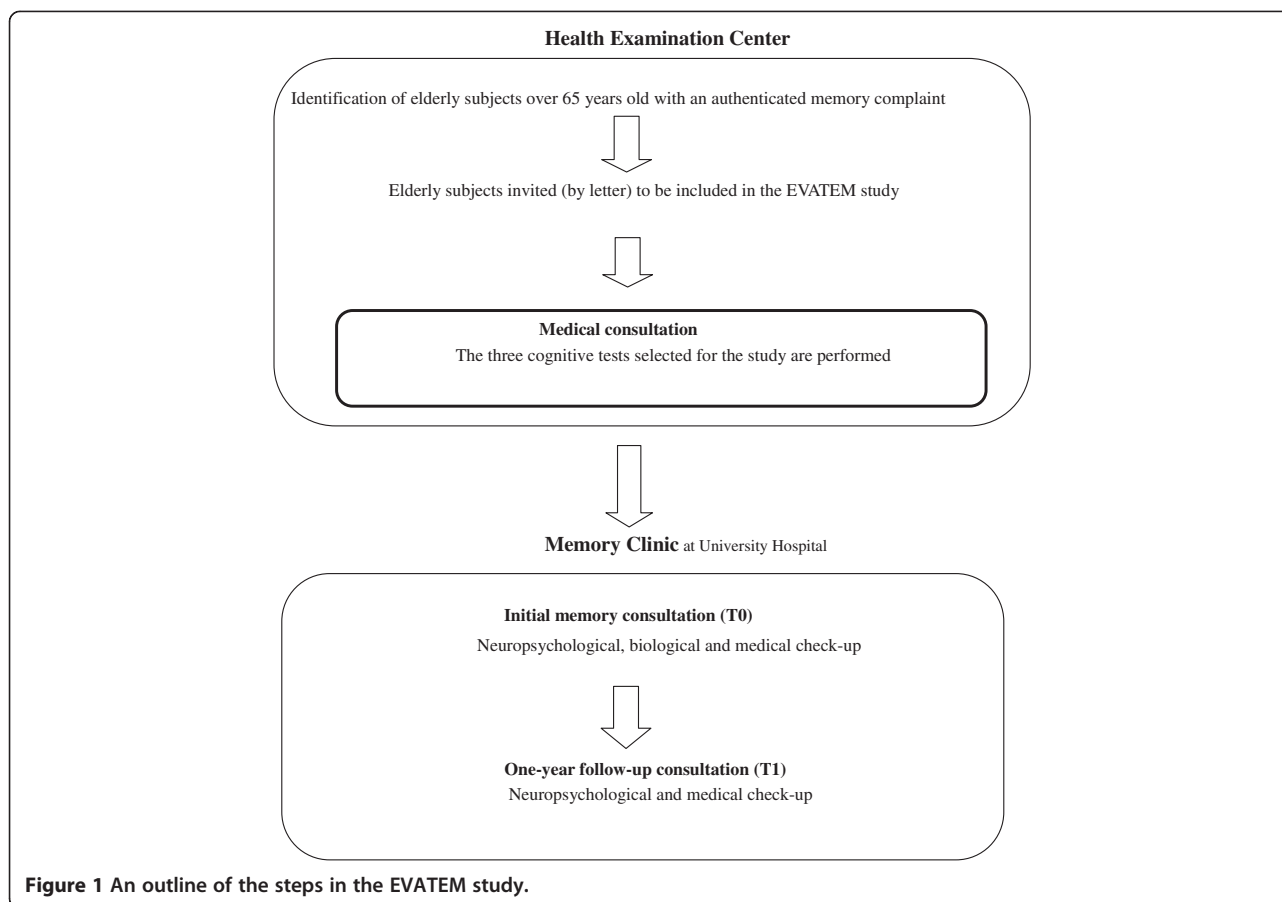 Health Examination Center
Identification of elderly subjects over 65 years old with an authenticated memory complaint
Elderly subjects invited (by letter) to be included in the EVATEM study
Medical consultation
The three cognitive tests selected for the study are performed
Memory Clinic at University Hospital
Initial memory consultation (T0)
Neuropsychological, biological and medical check-up
One-year follow-up consultation (T1)
Neuropsychological and medical check-up
Figure 1 An outline of the steps in the EVATEM study.